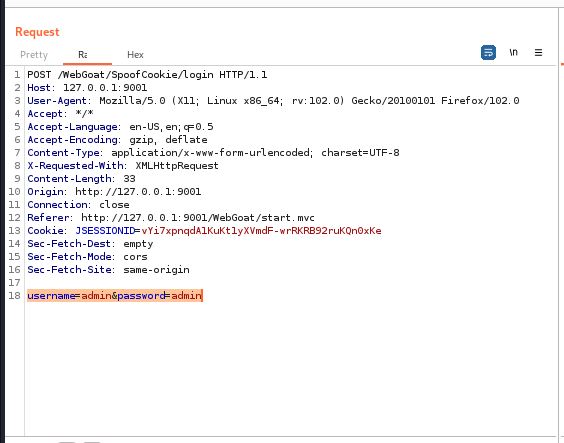 Request
Pretty Ra Hex \n
1 POST /WebGoat/SpoofCookie/login HTTP/1.1
2 Host: 127.0.0.1:9001
3 User-Agent: Mozilla/5.0 (X11; Linux x86_64; rv:102.0) Gecko/20100101 Firefox/102.0
4 Accept: */*
5 Accept-Language: en-US,en;q=0.5
6 Accept-Encoding: gzip, deflate
7 Content-Type: application/x-www-form-urlencoded; charset=UTF-8
8 X-Requested-With: XMLHttpRequest
9 Content-Length: 33
10 Origin: http://127.0.0.1:9001
11 Connection: close
12 Referer: http://127.0.0.1:9001/WebGoat/start.mvc
13 Cookie: JSESSIONID=vYi7xpnqdA1KuKt1yXVmdF-wrRKRB92ruKQn0xKe
14 Sec-Fetch-Dest: empty
15 Sec-Fetch-Mode: cors
16 Sec-Fetch-Site: same-origin
17
18 username=admin&password=admin